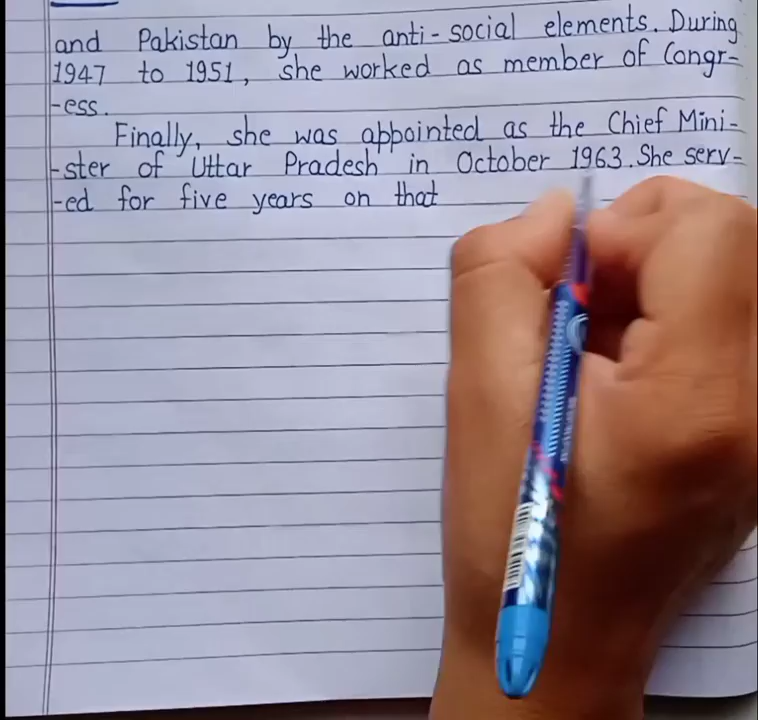 and Pakistan by the anti-social elements. During
1947 to 1951, she worked as member of Congr-
-ess.
Finally, she was appointed as the Chief Mini-
-ster of Uttar Pradesh in October 1963. She serv-
-ed for five years on that